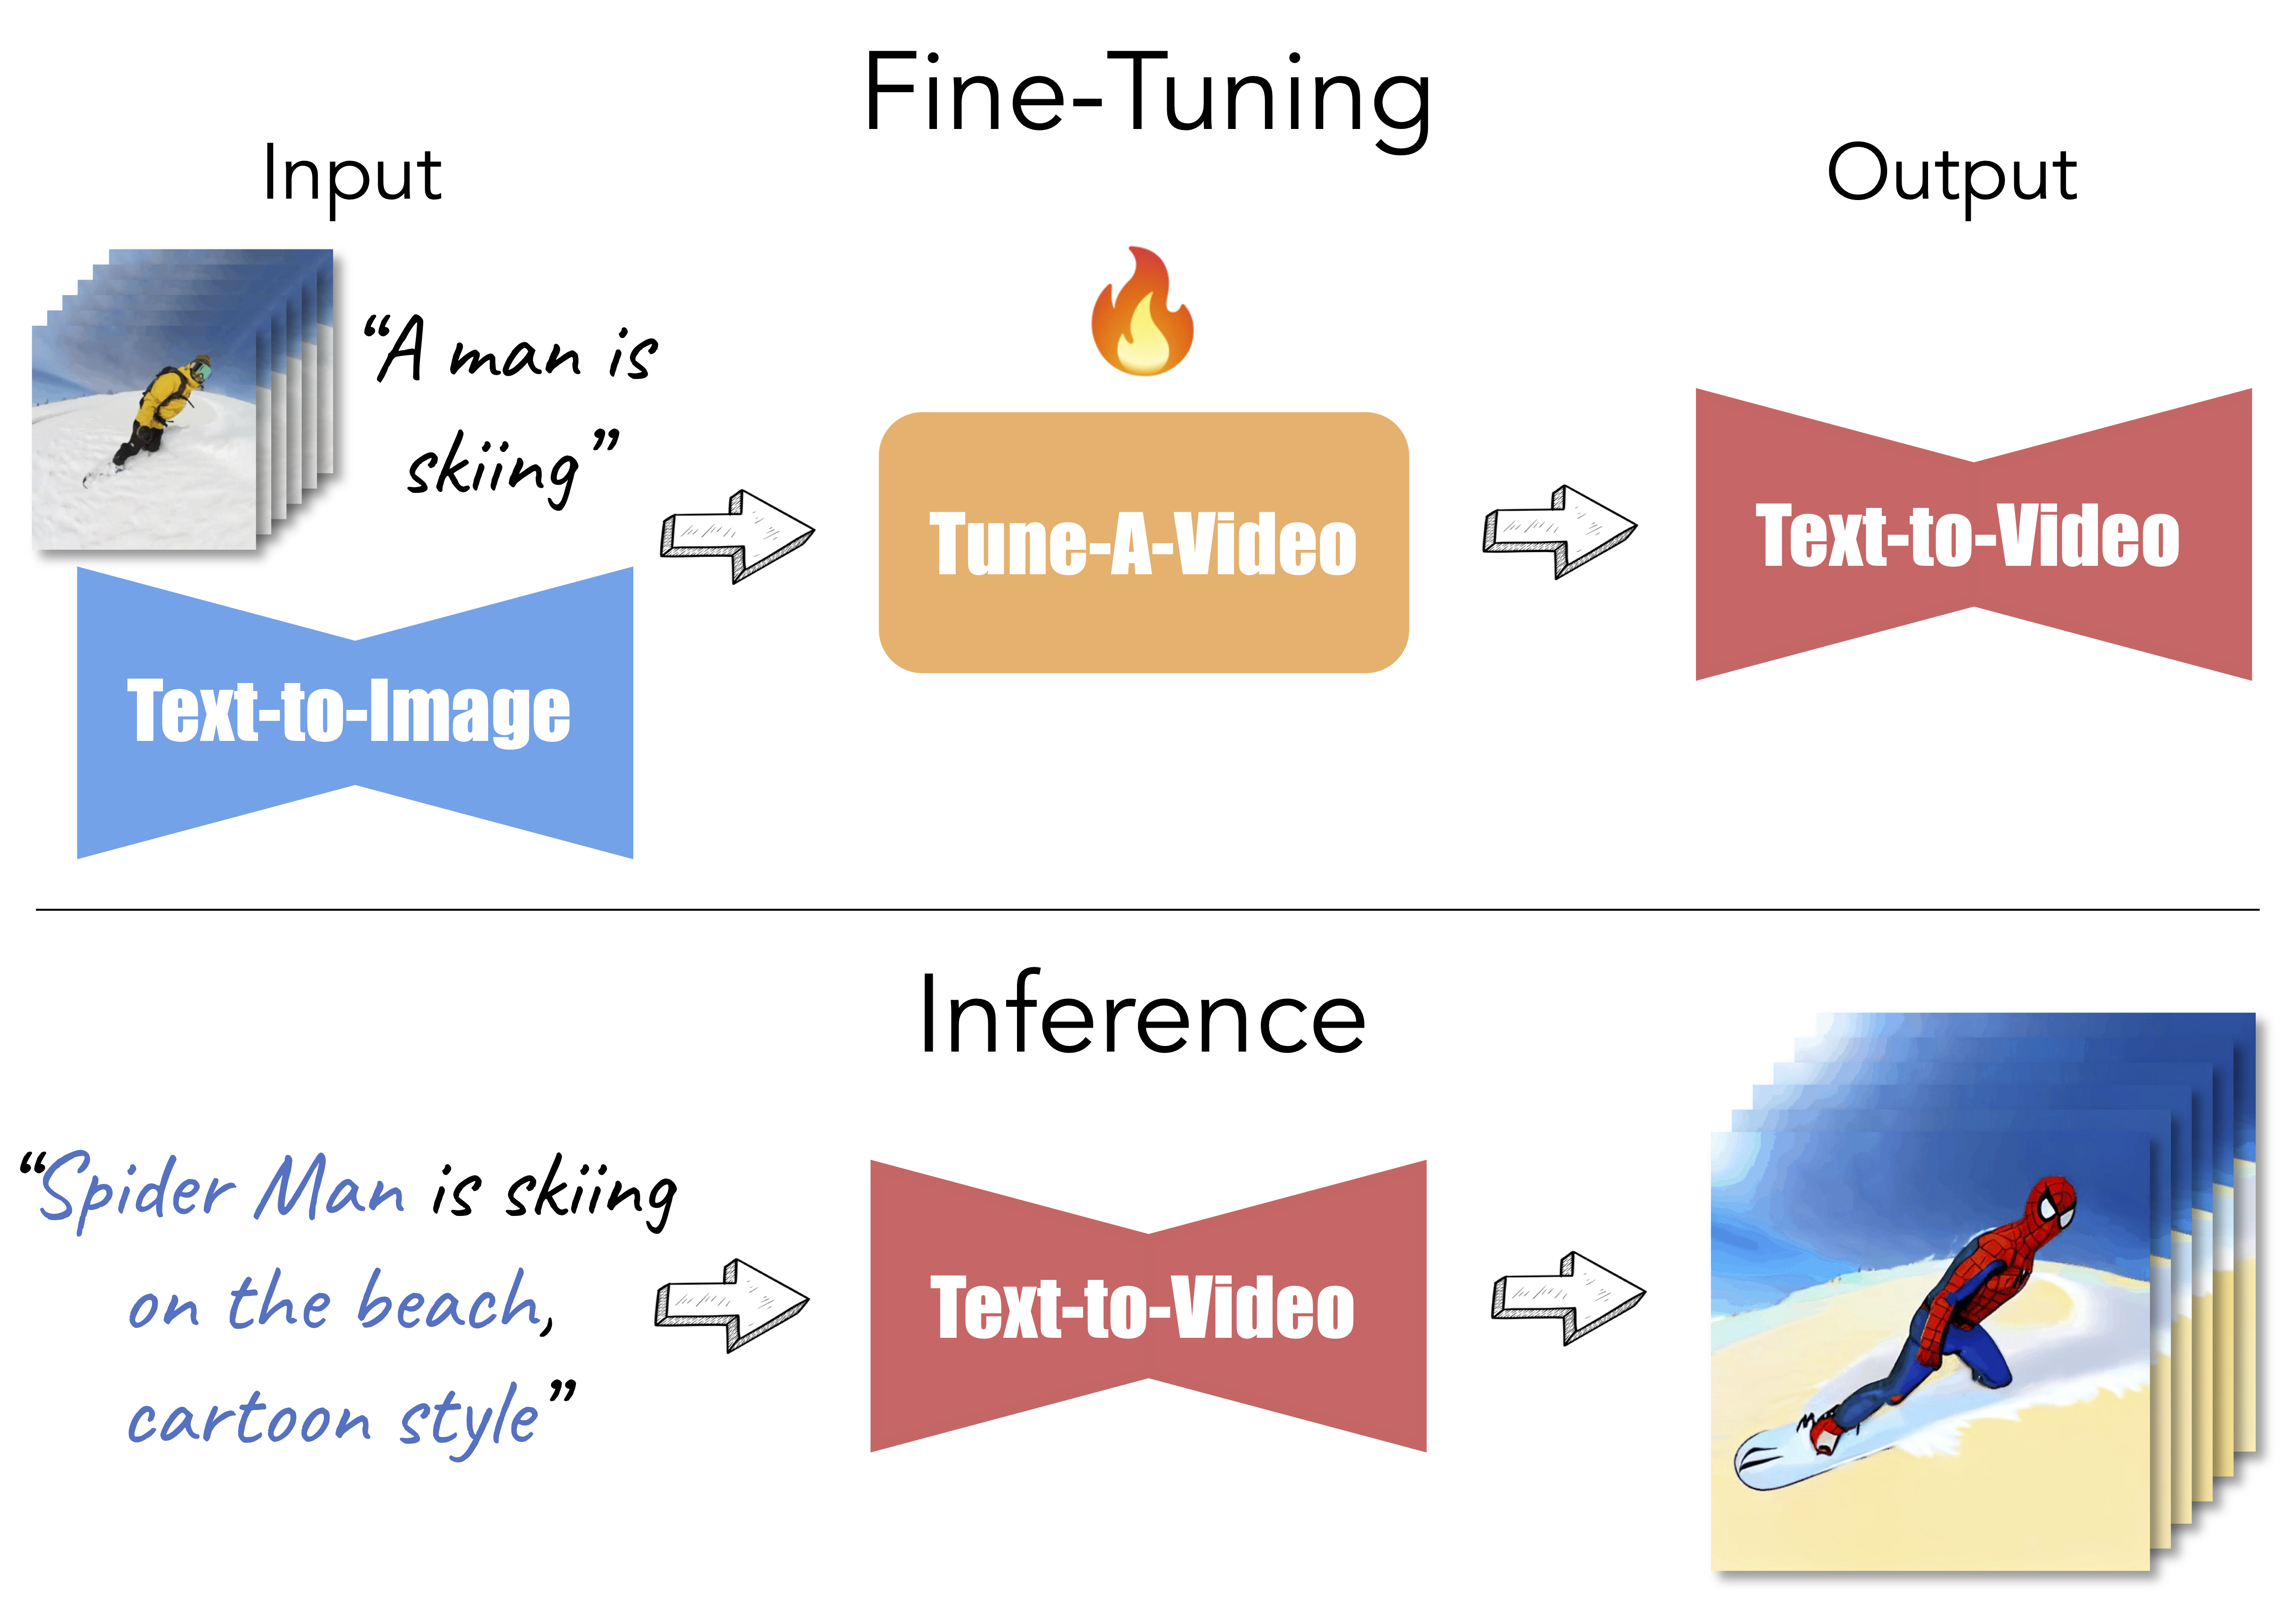 Fine-Tuning
Input
Output
“A man is
skiing”
Tune-A-Video
Text-to-Video
Text-to-Image
Inference
“Spider Man is skiing
on the beach,
cartoon style”
Text-to-Video